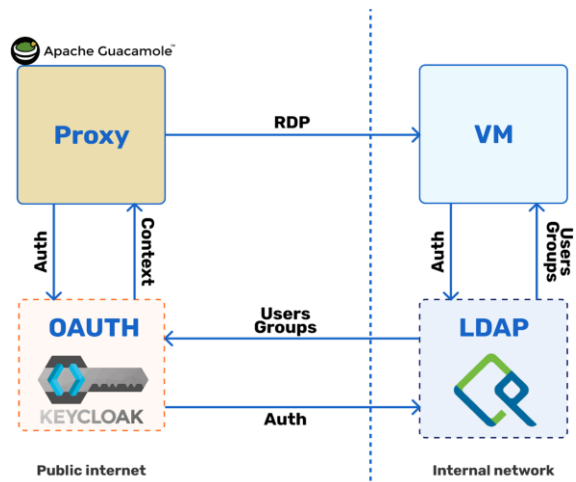 Apache Guacamole™
Proxy
RDP
VM
Auth
Context
Auth
Users
Groups
OAUTH
Users
Groups
LDAP
KEYCLOAK
Auth
Public internet
Internal network